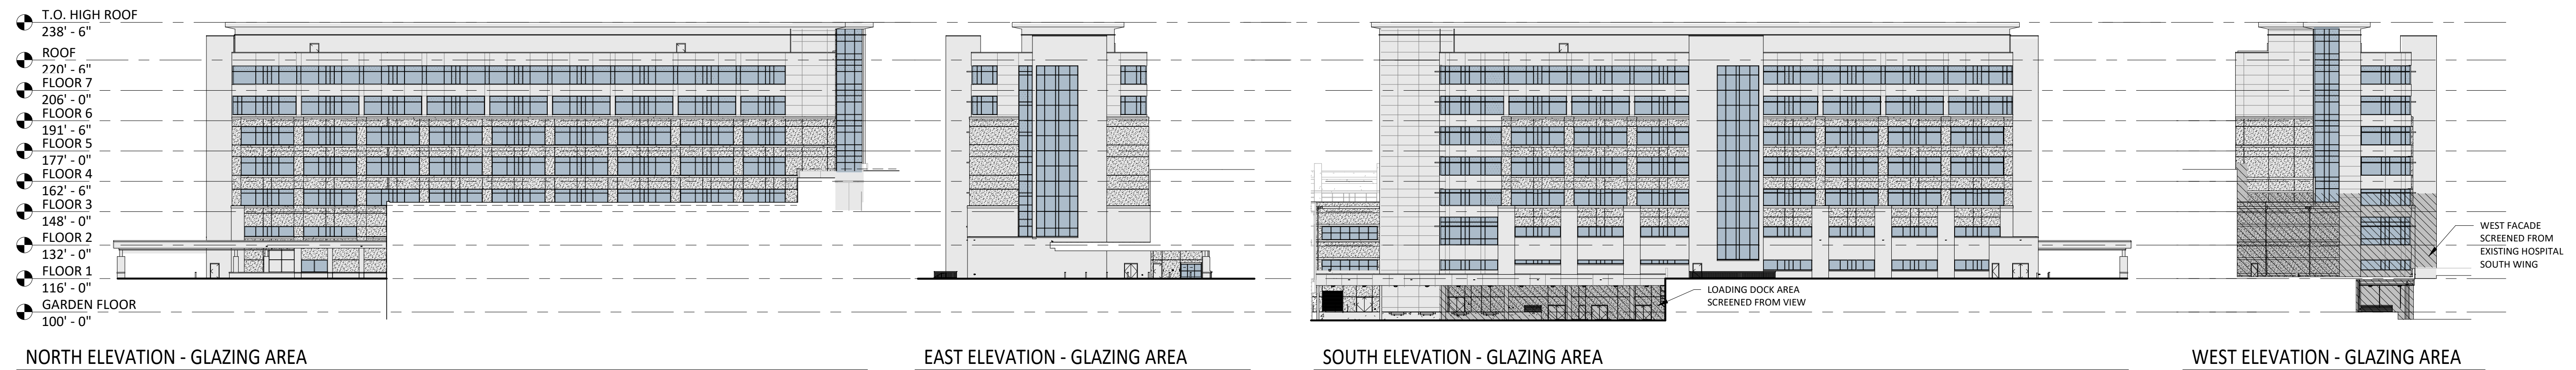 T.O. HIGH ROOF
238' - 6"
ROOF
220' - 6"
FLOOR 7
206' - 0"
FLOOR 6
191' - 6"
FLOOR 5
177' - 0"
FLOOR 4
162' - 6"
FLOOR 3
148' - 0"
FLOOR 2
132' - 0"
FLOOR 1
116' - 0"
GARDEN FLOOR
100' - 0"
LOADING DOCK AREA
SCREENED FROM VIEW
WEST FACADE
SCREENED FROM
EXISTING HOSPITAL
SOUTH WING
NORTH ELEVATION - GLAZING AREA
EAST ELEVATION - GLAZING AREA
SOUTH ELEVATION - GLAZING AREA
WEST ELEVATION - GLAZING AREA